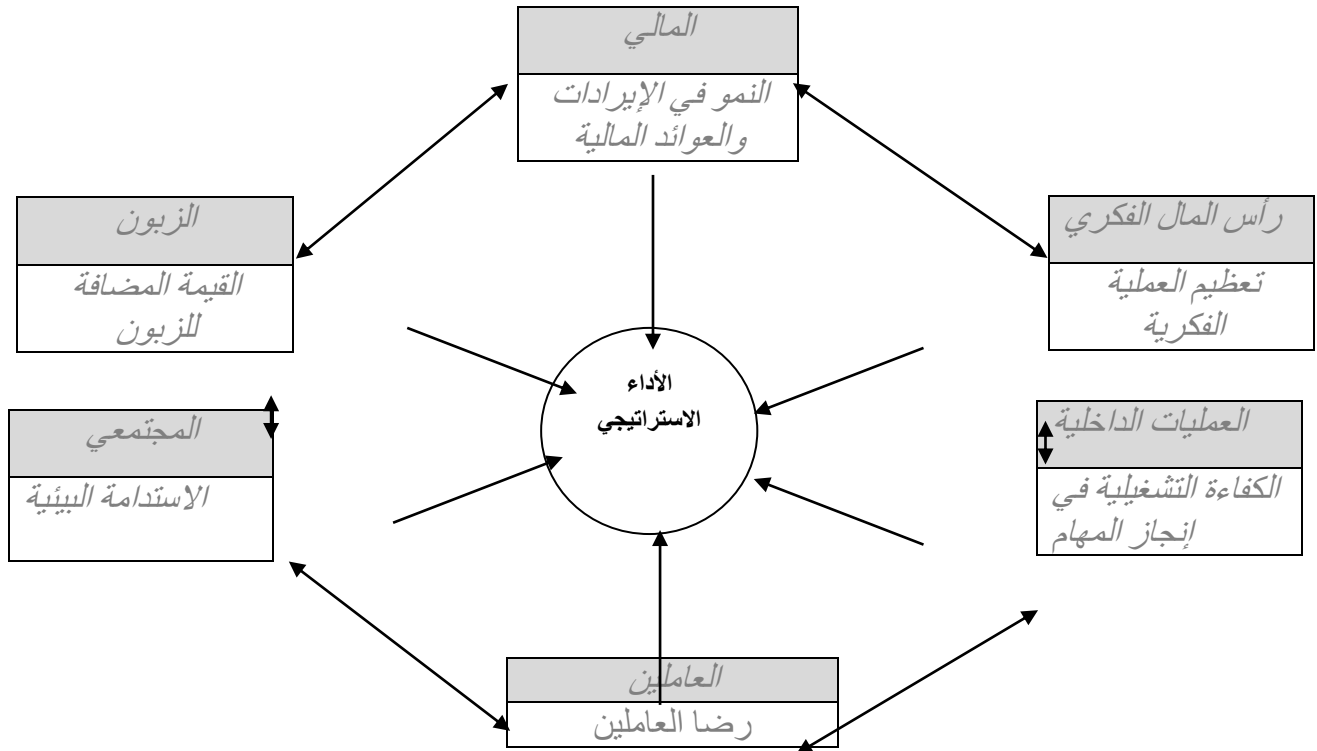 المالي
النمو في الإيرادات
والعوائد المالية
رأس المال الفكري
تعظيم العملية
الفكرية
الزبون
القيمة المضافة
للزبون
الأداء
الاستراتيجي
العمليات الداخلية
الكفاءة التشغيلية في
إنجاز المهام
المجتمعي
الاستدامة البيئية
العاملين
رضا العاملين